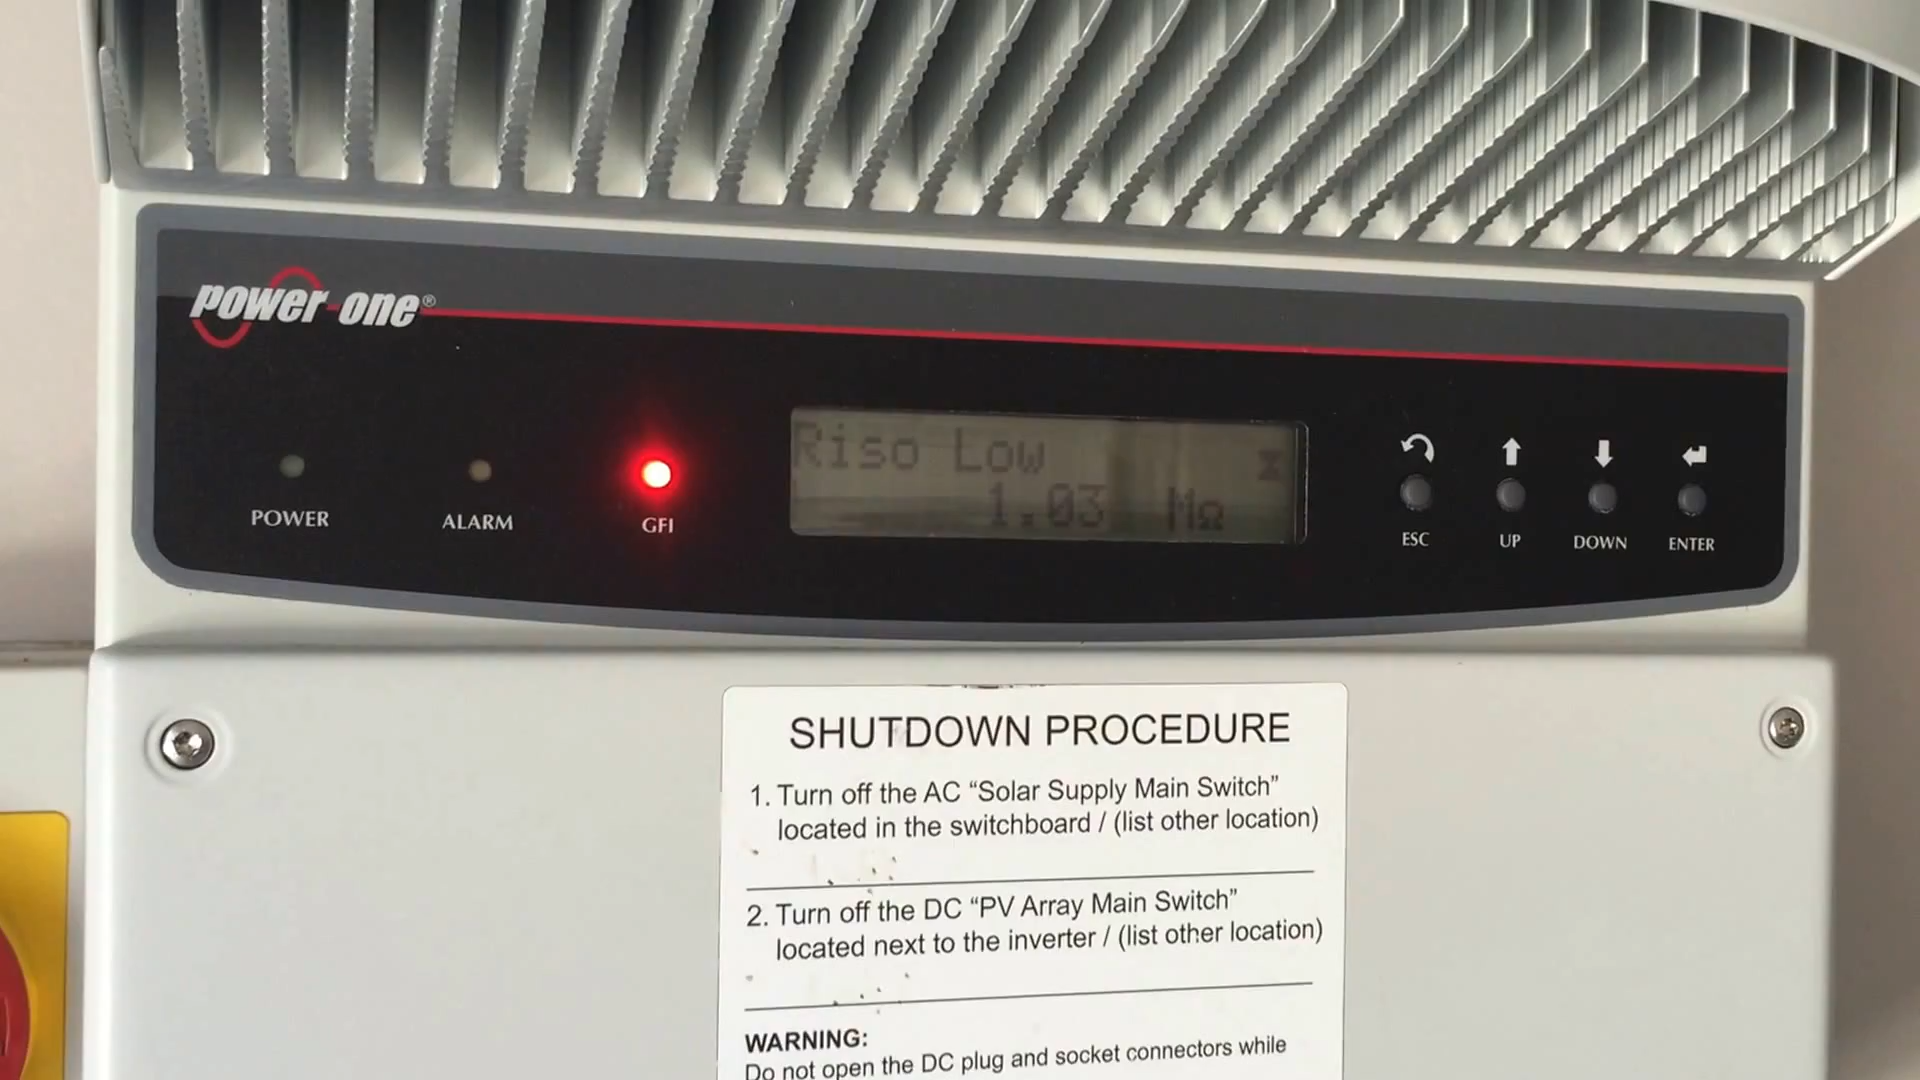 power-one®
Riso Low
1.03 MΩ
POWER
ALARM
GFI
ESC
UP
DOWN
ENTER
SHUTDOWN PROCEDURE
1. Turn off the AC “Solar Supply Main Switch”
located in the switchboard / (list other location)
2. Turn off the DC “PV Array Main Switch”
located next to the inverter / (list other location)
WARNING:
Do not open the DC plug and socket connectors while